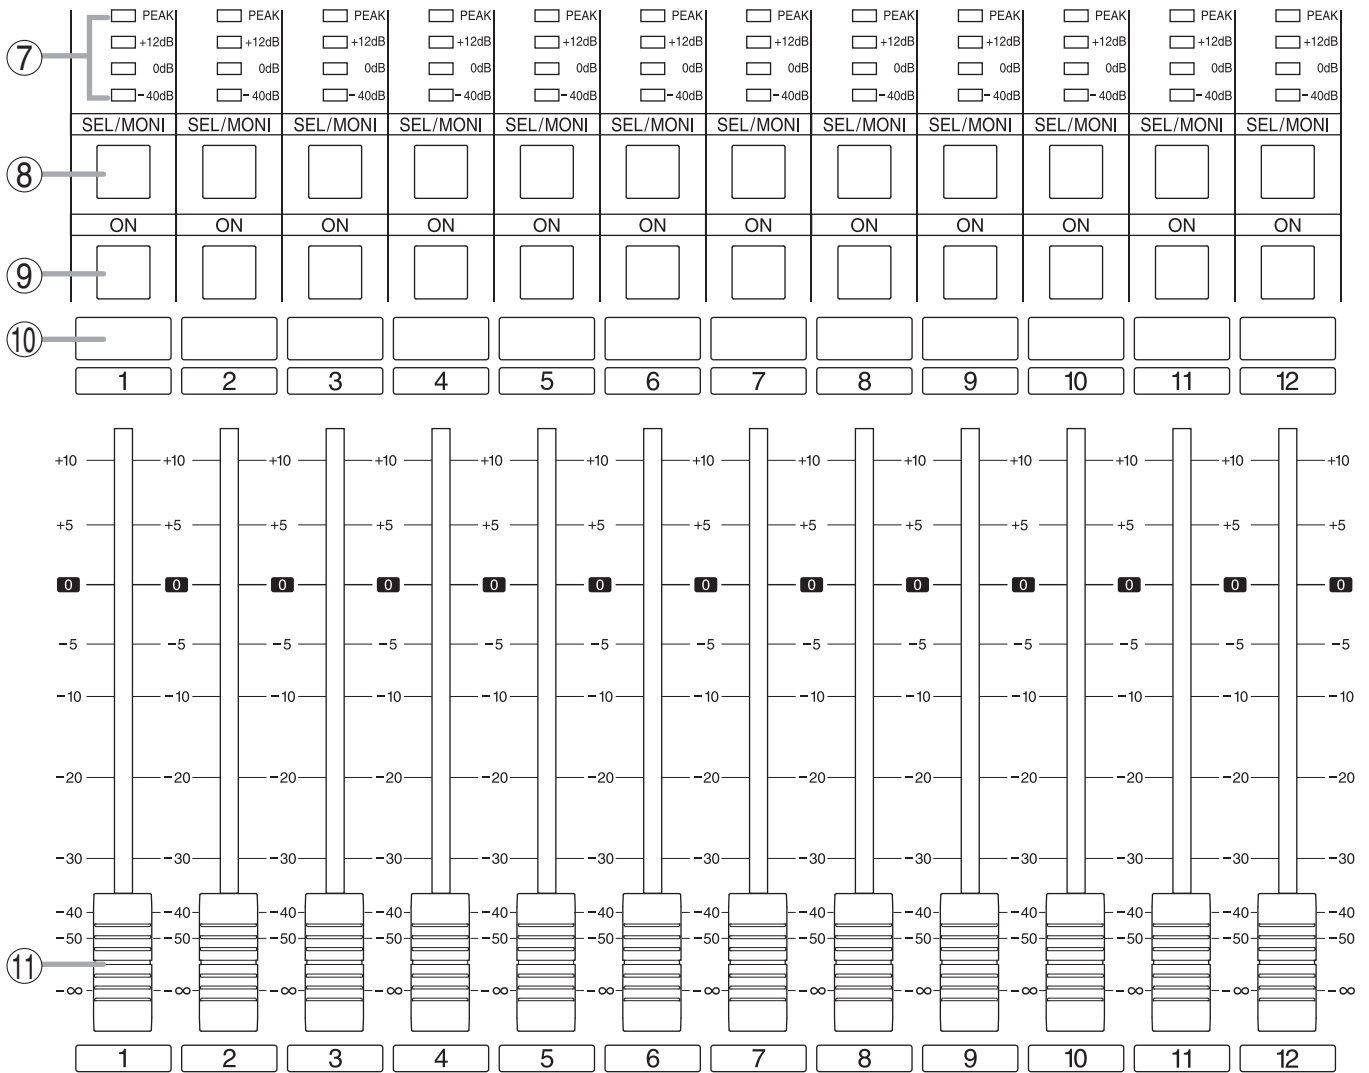 ⑦ PEAK PEAK PEAK PEAK PEAK PEAK PEAK PEAK PEAK PEAK PEAK PEAK
+12dB +12dB +12dB +12dB +12dB +12dB +12dB +12dB +12dB +12dB +12dB +12dB
0dB 0dB 0dB 0dB 0dB 0dB 0dB 0dB 0dB 0dB 0dB 0dB
−40dB −40dB −40dB −40dB −40dB −40dB −40dB −40dB −40dB −40dB −40dB −40dB
SEL/MONI SEL/MONI SEL/MONI SEL/MONI SEL/MONI SEL/MONI SEL/MONI SEL/MONI SEL/MONI SEL/MONI SEL/MONI SEL/MONI
⑧
ON ON ON ON ON ON ON ON ON ON ON ON
⑨
⑩
1 2 3 4 5 6 7 8 9 10 11 12
+10 +10 +10 +10 +10 +10 +10 +10 +10 +10 +10 +10 +10
+5 +5 +5 +5 +5 +5 +5 +5 +5 +5 +5 +5 +5
0 0 0 0 0 0 0 0 0 0 0 0 0
−5 −5 −5 −5 −5 −5 −5 −5 −5 −5 −5 −5 −5
−10 −10 −10 −10 −10 −10 −10 −10 −10 −10 −10 −10 −10
−20 −20 −20 −20 −20 −20 −20 −20 −20 −20 −20 −20 −20
−30 −30 −30 −30 −30 −30 −30 −30 −30 −30 −30 −30 −30
−40 −40 −40 −40 −40 −40 −40 −40 −40 −40 −40 −40 −40
−50 −50 −50 −50 −50 −50 −50 −50 −50 −50 −50 −50 −50
⑪
−∞ −∞ −∞ −∞ −∞ −∞ −∞ −∞ −∞ −∞ −∞ −∞ −∞
1 2 3 4 5 6 7 8 9 10 11 12